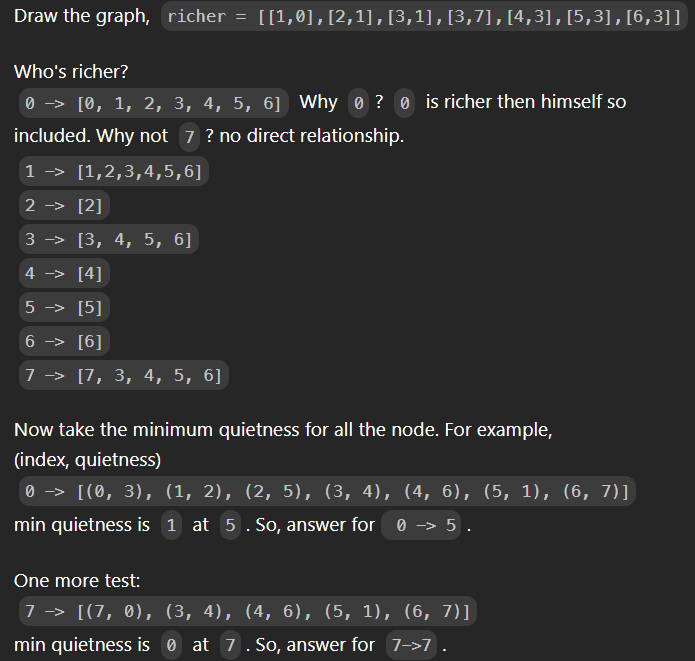 Draw the graph, richer = [[1,0],[2,1],[3,1],[3,7],[4,3],[5,3],[6,3]]
Who's richer?
0 —> [0, 1, 2, 3, 4, 5, 6] Why 0 ? 0 is richer then himself so
included. Why not 7 ? no direct relationship.
1 —> [1,2,3,4,5,6]
2 —> [2]
3 —> [3, 4, 5, 6]
4 —> [4]
5 —> [5]
6 —> [6]
7 —> [7, 3, 4, 5, 6]
Now take the minimum quietness for all the node. For example,
(index, quietness)
0 —> [(0, 3), (1, 2), (2, 5), (3, 4), (4, 6), (5, 1), (6, 7)]
min quietness is 1 at 5 . So, answer for 0 —> 5 .
One more test:
7 —> [(7, 0), (3, 4), (4, 6), (5, 1), (6, 7)]
min quietness is 0 at 7 . So, answer for 7—>7 .